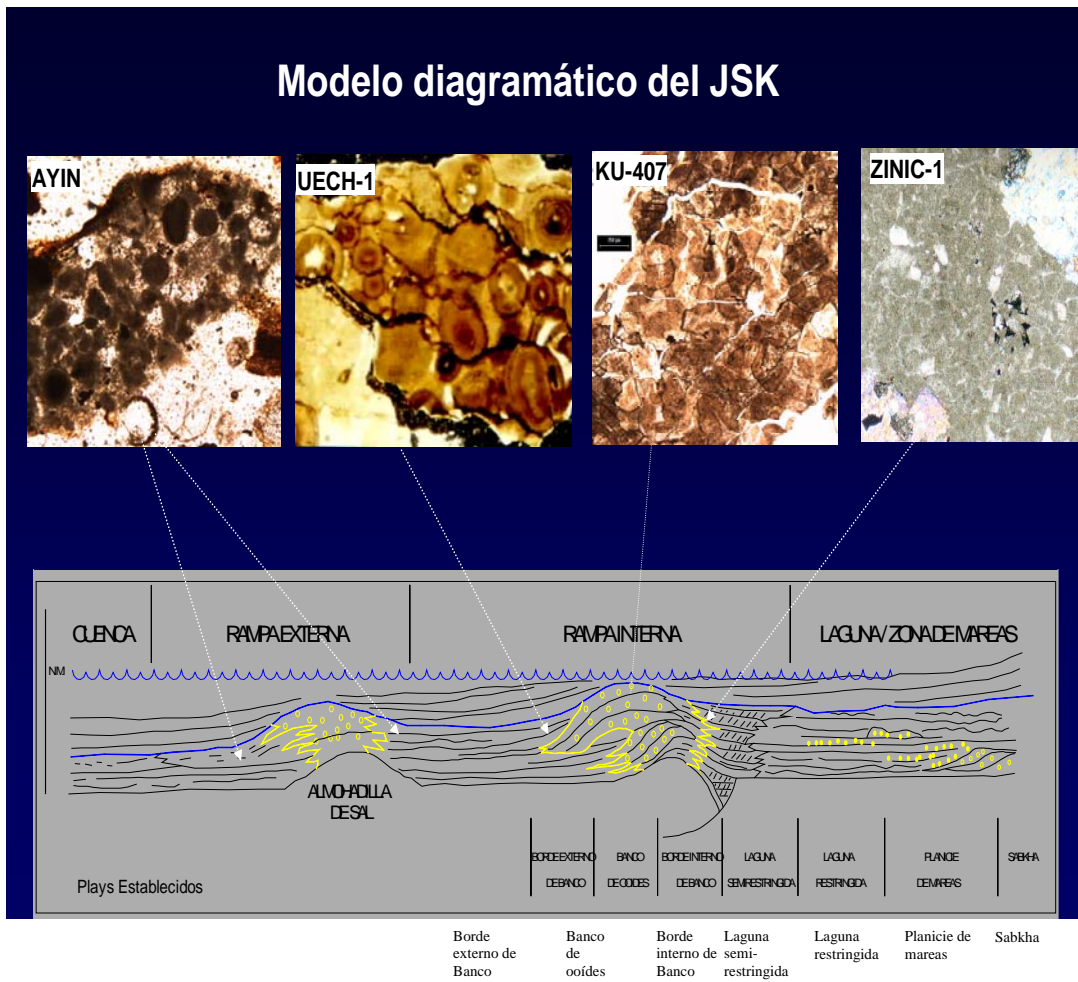 Modelo diagramático del JSK
AYIN
UECH-1
KU-407
ZINIC-1
CUENCA
RAMPA EXTERNA
RAMPA INTERNA
LAGUNA / ZONA DE MAREAS
NM
ALMOHADILLA
DE SAL
BORDE EXTERNO
DE BANCO
BANCO
DE OOIDES
BORDE INTERNO
DE BANCO
LAGUNA
SEMIRESTRINGIDA
LAGUNA
RESTRINGIDA
PLANICIE
DE MAREAS
SABKHA
Plays Establecidos
Borde
externo de
Banco
Banco
de
ooídes
Borde
interno de
Banco
Laguna
semi-
restringida
Laguna
restringida
Planicie de
mareas
Sabkha